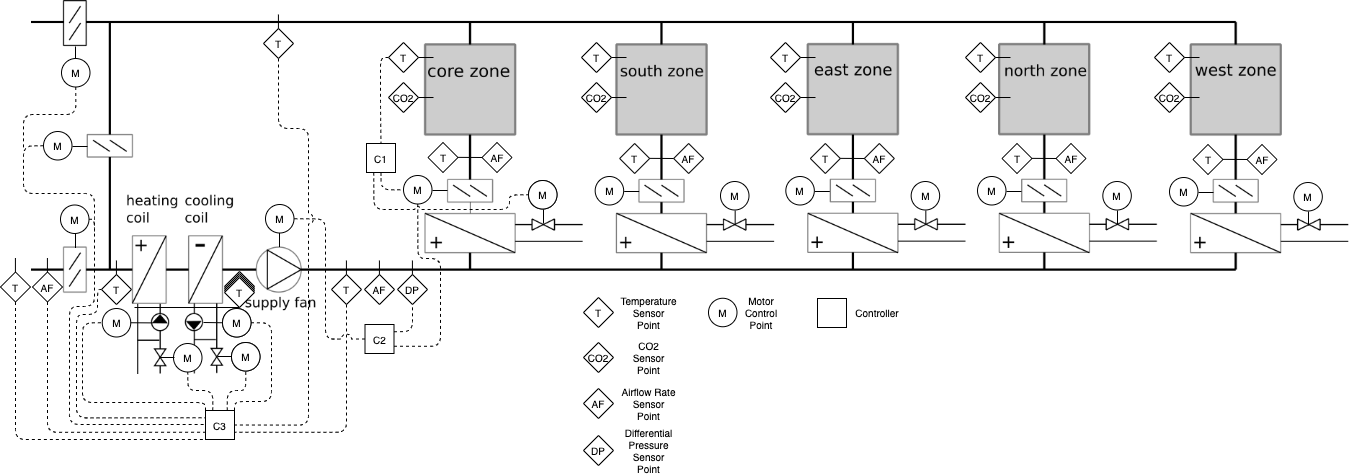 T
T
T
T
T
T
M
core zone
south zone
east zone
north zone
west zone
CO2
CO2
CO2
CO2
CO2
M
C1
T
AF
T
AF
T
AF
T
AF
T
AF
M
M
M
M
M
M
M
M
M
M
heating
coil
cooling
coil
M
M
+
-
+
+
+
+
+
T
AF
T
T
supply fan
T
AF
DP
M
M
C2
M
M
C3
T
Temperature
Sensor
Point
M
Motor
Control
Point
Controller
CO2
CO2
Sensor
Point
AF
Airflow Rate
Sensor
Point
DP
Differential
Pressure
Sensor
Point